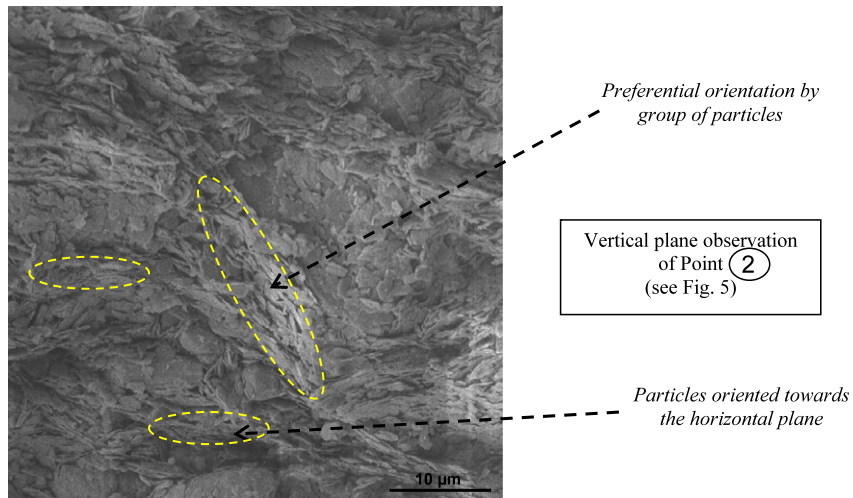 Preferential orientation by
group of particles
Vertical plane observation
of Point 2
(see Fig. 5)
Particles oriented towards
the horizontal plane
10 µm